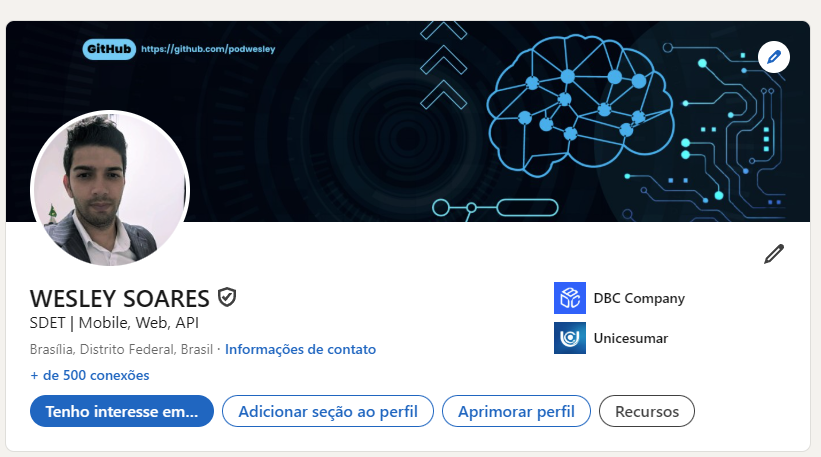 GitHub https://github.com/podwesley
WESLEY SOARES
SDET | Mobile, Web, API
Brasília, Distrito Federal, Brasil · Informações de contato
+ de 500 conexões
DBC Company
Unicesumar
Tenho interesse em... Adicionar seção ao perfil Aprimorar perfil Recursos